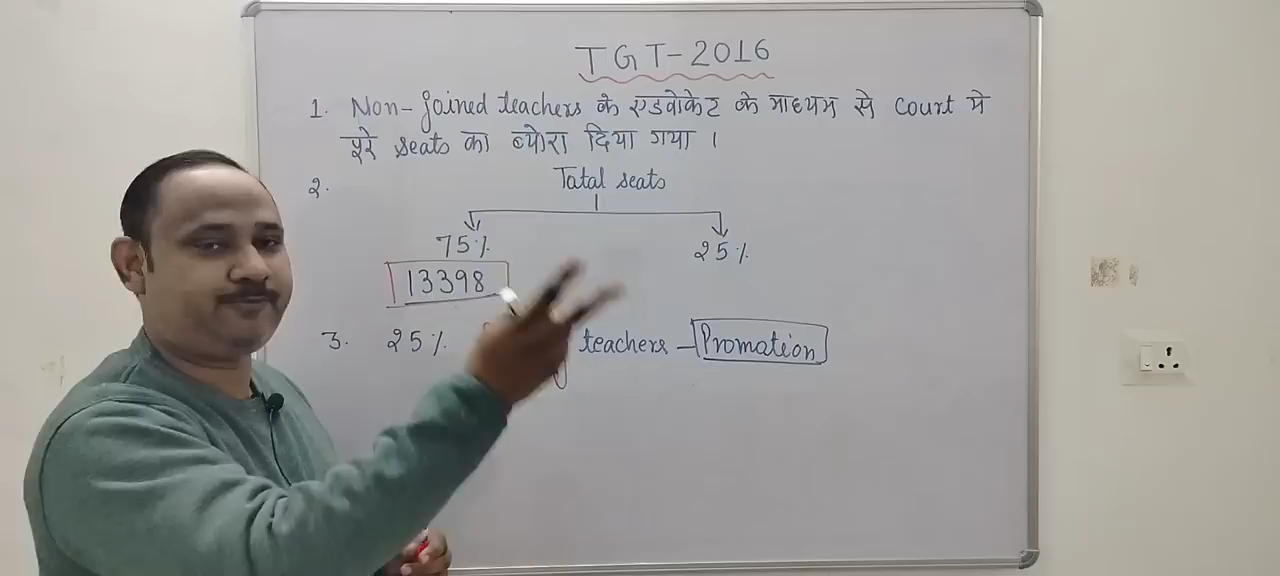 TGT-2016
1. Non-joined teachers के एडवोकेट के माध्यम से court मे
पूरे seats का ब्योरा दिया गया ।
2. Tatal seats
75% 25%
13398
3. 25% teachers - Promation